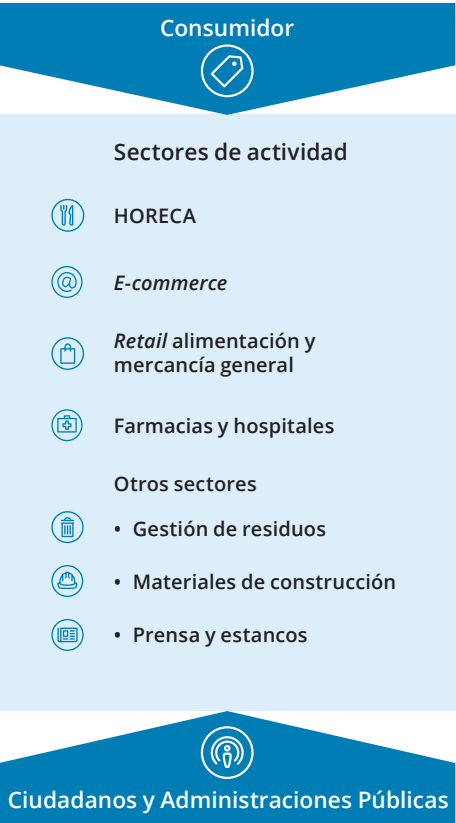 Consumidor
Sectores de actividad
HORECA
E-commerce
Retail alimentación y
mercancía general
Farmacias y hospitales
Otros sectores
• Gestión de residuos
• Materiales de construcción
• Prensa y estancos
Ciudadanos y Administraciones Públicas